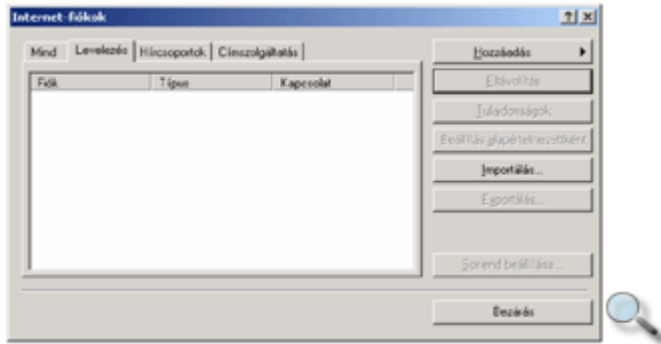 Internet-fiókok
Mind Levelezés Hírcsoportok Címszolgáltatás
Fiók Típus Kapcsolat
Hozzáadás
Eltávolítás
Tulajdonságok
Beállítás alapértelmezettként
Importálás...
Exportálás...
Sorrend beállítása...
Bezárás